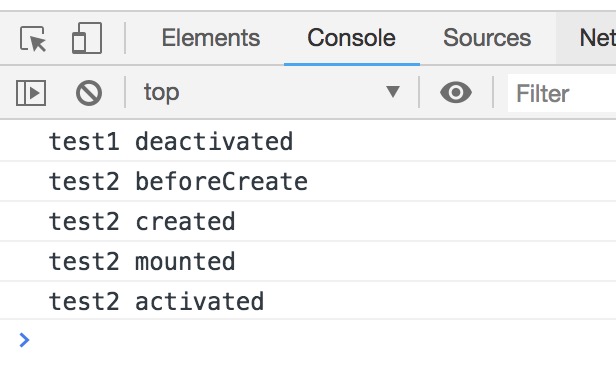 Elements Console Sources Net
top Filter
test1 deactivated
test2 beforeCreate
test2 created
test2 mounted
test2 activated